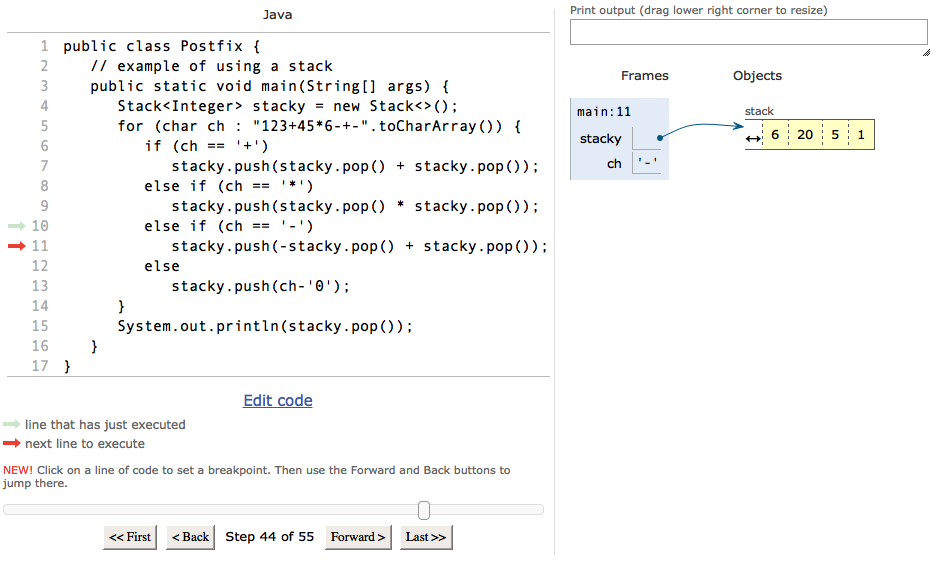 Java
1 public class Postfix {
2 // example of using a stack
3 public static void main(String[] args) {
4 Stack<Integer> stacky = new Stack<>();
5 for (char ch : "123+45*6-+-".toCharArray()) {
6 if (ch == '+')
7 stacky.push(stacky.pop() + stacky.pop());
8 else if (ch == '*')
9 stacky.push(stacky.pop() * stacky.pop());
10 else if (ch == '-')
11 stacky.push(-stacky.pop() + stacky.pop());
12 else
13 stacky.push(ch-'0');
14 }
15 System.out.println(stacky.pop());
16 }
17 }
Edit code
line that has just executed
next line to execute
NEW! Click on a line of code to set a breakpoint. Then use the Forward and Back buttons to
jump there.
<< First < Back Step 44 of 55 Forward > Last >>
Print output (drag lower right corner to resize)
Frames Objects
main:11
stacky
ch '-'
stack
6 20 5 1